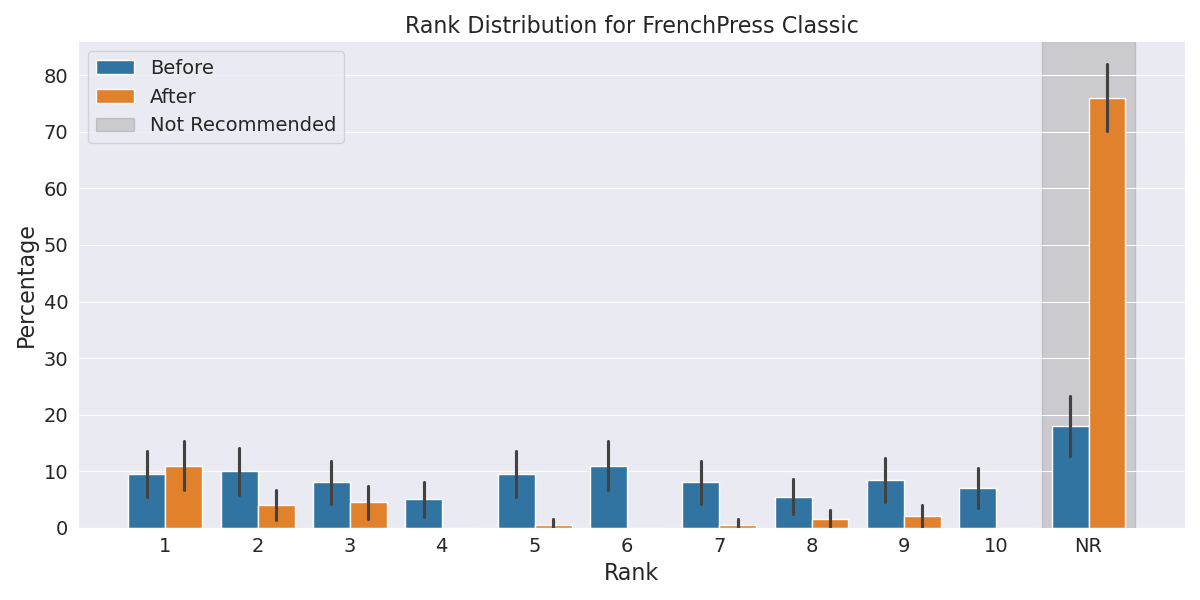 Rank Distribution for FrenchPress Classic
Before
After
Not Recommended
Percentage
80
70
60
50
40
30
20
10
0
1 2 3 4 5 6 7 8 9 10 NR
Rank